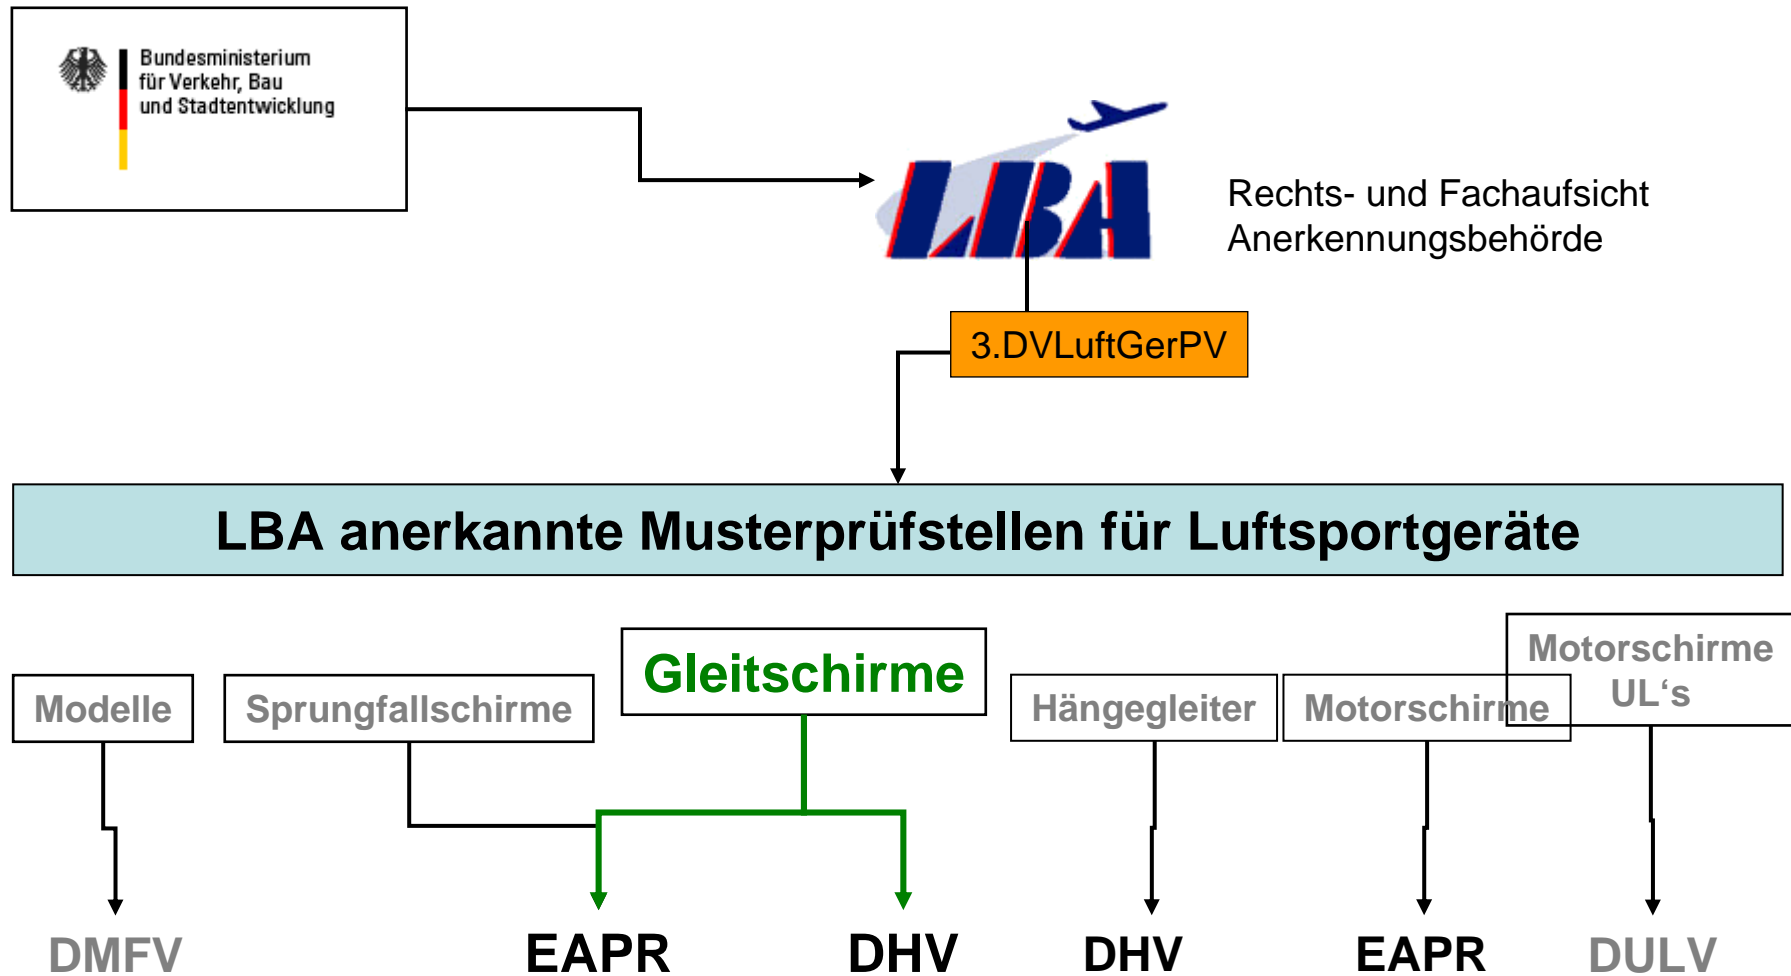 Bundesministerium
für Verkehr, Bau
und Stadtentwicklung
LBA
Rechts- und Fachaufsicht
Anerkennungsbehörde
3.DVLuftGerPV
LBA anerkannte Musterprüfstellen für Luftsportgeräte
Modelle
Sprungfallschirme
Gleitschirme
Hängegleiter
Motorschirme
Motorschirme
UL‘s
DMFV
EAPR
DHV
DHV
EAPR
DULV